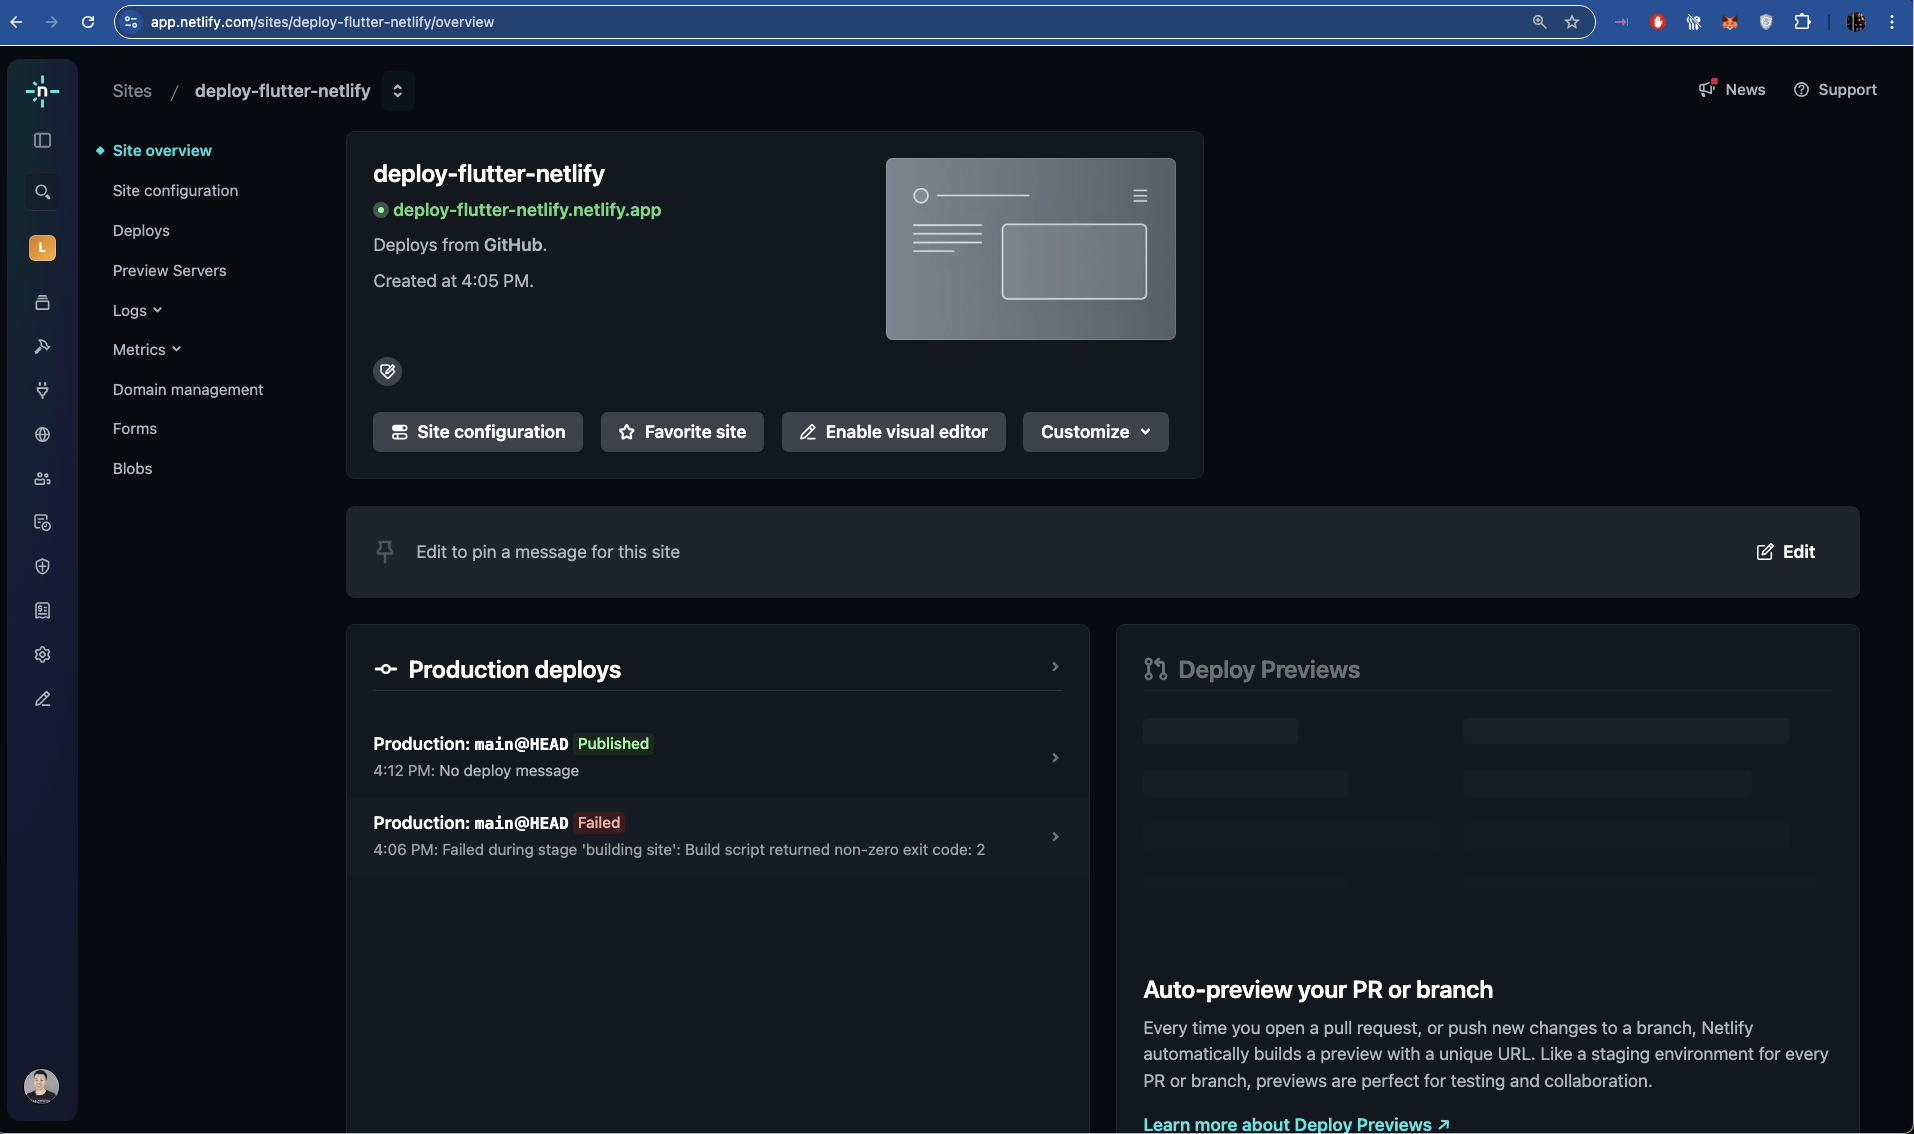 app.netlify.com/sites/deploy-flutter-netlify/overview
n
Sites / deploy-flutter-netlify
News
Support
L
Site overview
Site configuration
Deploys
Preview Servers
Logs
Metrics
Domain management
Forms
Blobs
deploy-flutter-netlify
deploy-flutter-netlify.netlify.app
Deploys from GitHub.
Created at 4:05 PM.
Site configuration
Favorite site
Enable visual editor
Customize
Edit to pin a message for this site
Edit
Production deploys
Production: main@HEAD Published
4:12 PM: No deploy message
Production: main@HEAD Failed
4:06 PM: Failed during stage 'building site': Build script returned non-zero exit code: 2
Deploy Previews
Auto-preview your PR or branch
Every time you open a pull request, or push new changes to a branch, Netlify
automatically builds a preview with a unique URL. Like a staging environment for every
PR or branch, previews are perfect for testing and collaboration.
Learn more about Deploy Previews ↗